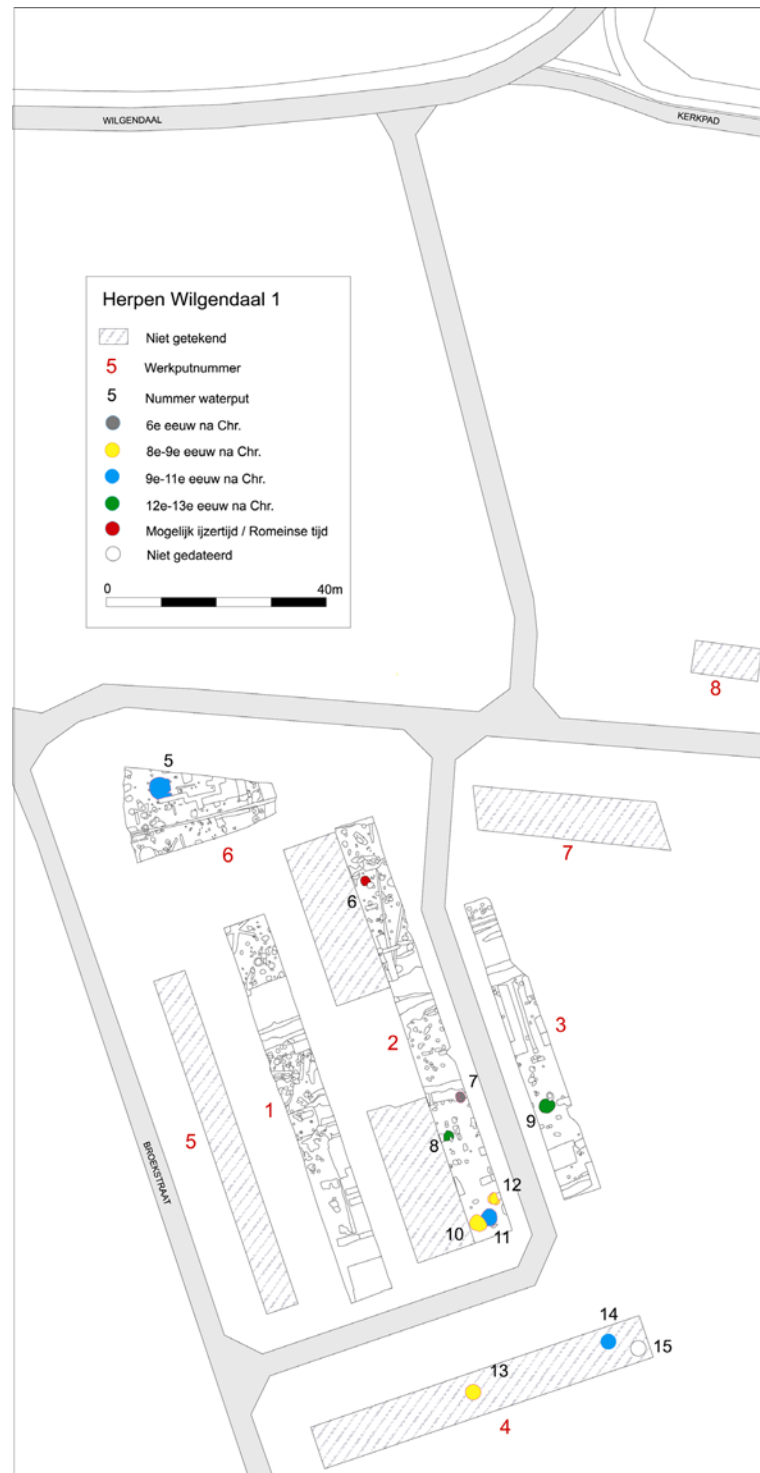 WILGENDAAL
KERKPAD
Herpen Wilgendaal 1
Niet getekend
5 Werkputnummer
5 Nummer waterput
6e eeuw na Chr.
8e-9e eeuw na Chr.
9e-11e eeuw na Chr.
12e-13e eeuw na Chr.
Mogelijk ijzertijd / Romeinse tijd
Niet gedateerd
0 40m
8
5
6
7
6
3
2
1
7
5
9
8
BROEKSTRAAT
12
10
11
14
15
13
4